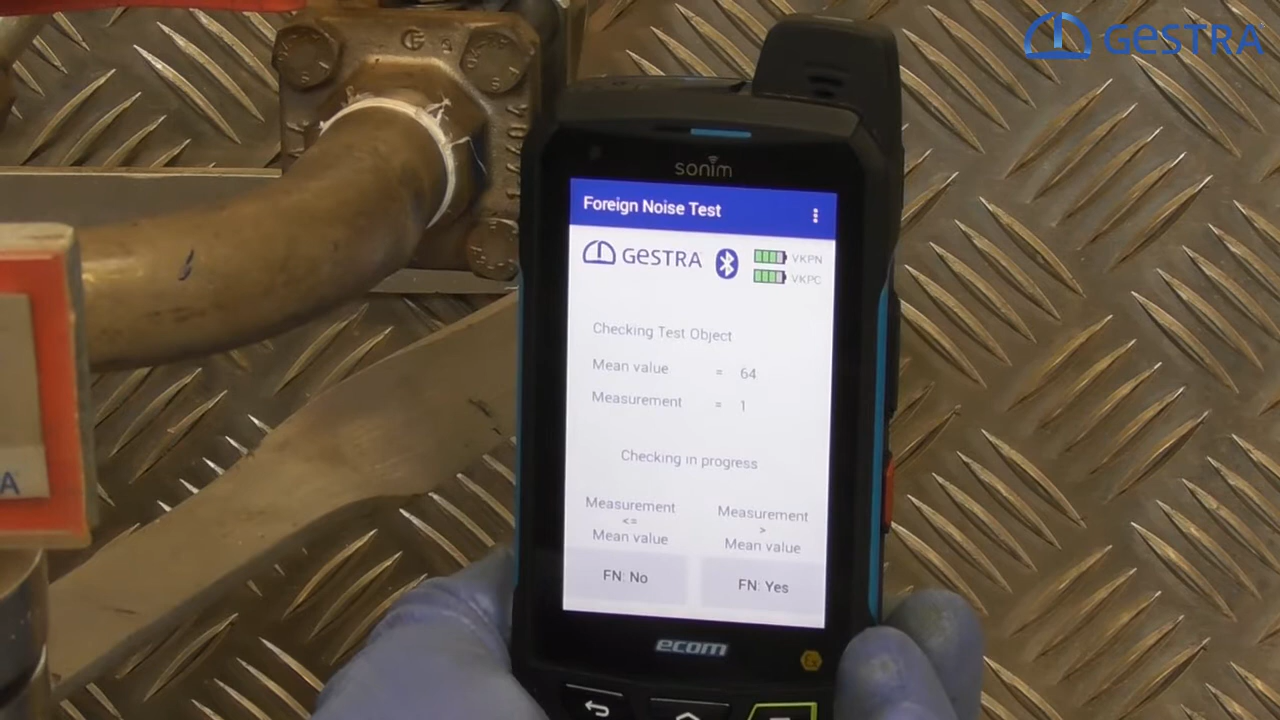 GESTRA
sonim
Foreign Noise Test
GESTRA
VKPN
VKPC
Checking Test Object
Mean value = 64
Measurement = 1
Checking in progress
Measurement
<=
Mean value
Measurement
>
Mean value
FN: No
FN: Yes
ecom
Ex
A